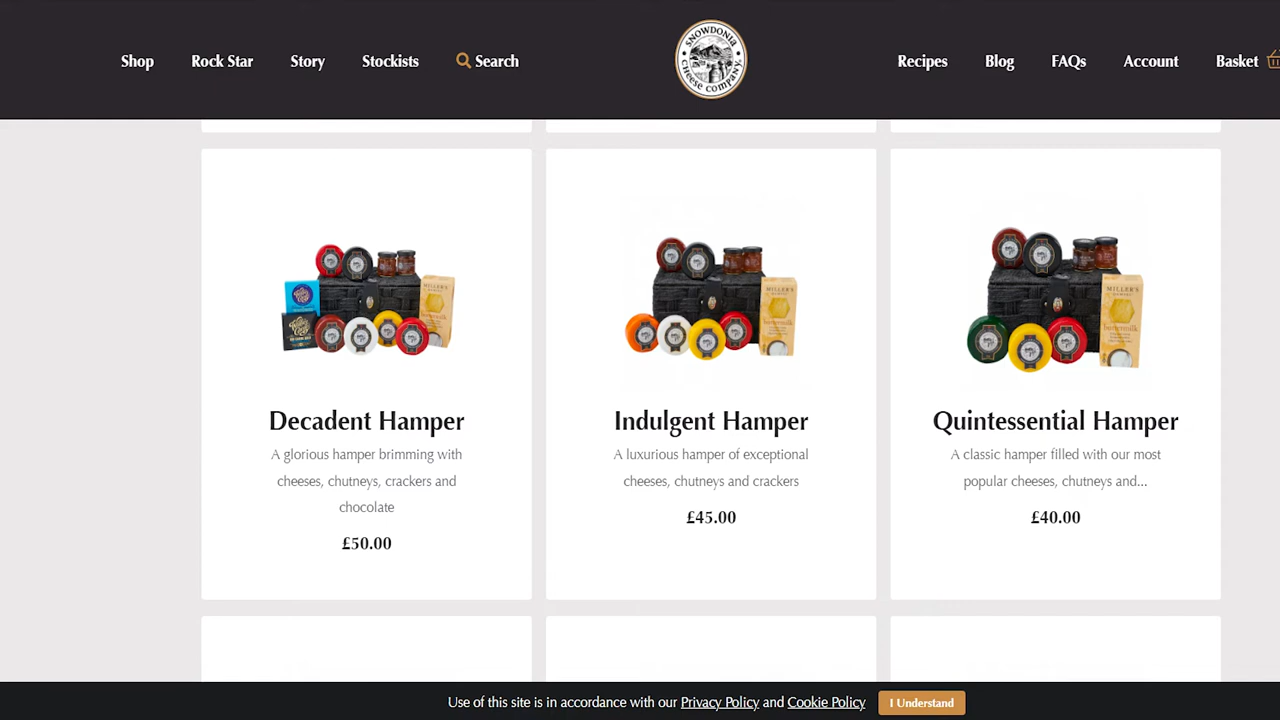 Shop
Rock Star
Story
Stockists
Search
SNOWDONIA
CHEESE COMPANY
Recipes
Blog
FAQs
Account
Basket
MILLER'S
MILLER'S
Decadent Hamper
A glorious hamper brimming with
cheeses, chutneys, crackers and
chocolate
£50.00
Indulgent Hamper
A luxurious hamper of exceptional
cheeses, chutneys and crackers
£45.00
Quintessential Hamper
A classic hamper filled with our most
popular cheeses, chutneys and...
£40.00
Use of this site is in accordance with our Privacy Policy and Cookie Policy
I Understand